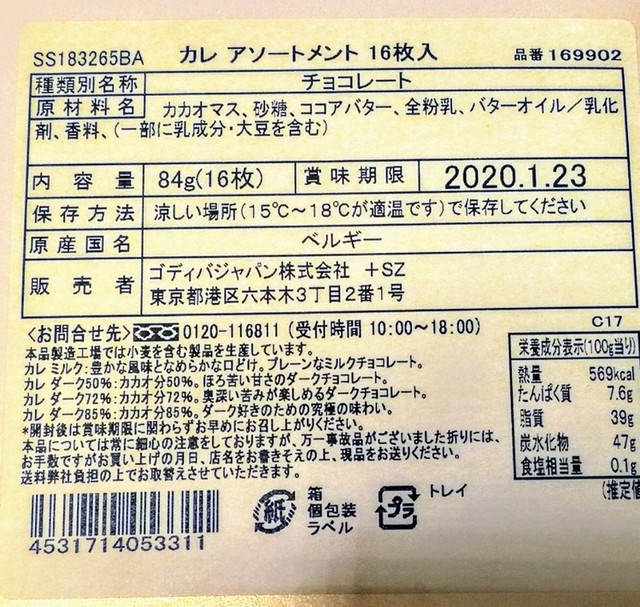 SS183265BA カレ アソートメント 16枚入 品番 169902
種類別名称 チョコレート
原材料名 カカオマス、砂糖、ココアバター、全粉乳、バターオイル/乳化
剤、香料、(一部に乳成分・大豆を含む)
内容量 84g(16枚) 賞味期限 2020.1.23
保存方法 涼しい場所(15℃~18℃が適温です)で保存してください
原産国名 ベルギー
販売者 ゴディバジャパン株式会社 +SZ
東京都港区六本木3丁目2番1号
<お問合せ先> 0120-116811 (受付時間 10:00~18:00)
本品製造工場では小麦を含む製品を生産しています。
カレ ミルク:豊かな風味となめらかな口どけ。プレーンなミルクチョコレート。
カレ ダーク50%:カカオ分50%。ほろ苦い甘さのダークチョコレート。
カレ ダーク72%:カカオ分72%。奥深い苦みが楽しめるダークチョコレート。
カレ ダーク85%:カカオ分85%。ダーク好きのための究極の味わい。
*開封後は賞味期限に関わらずお早めにお召し上がりください。
本品については常に細心の注意をしておりますが、万一事故品がございました折りには、
お手数ですがお買い上げの月日、店名をお書きそえの上、現品をお送りください。
送料弊社負担の上でお取替えさせていただきます。
C17
栄養成分表示(100g当り)
熱量 569kcal
たんぱく質 7.6g
脂質 39g
炭水化物 47g
食塩相当量 0.1g
(推定値
4531714053311
紙 箱
個包装
ラベル
プラ トレイ